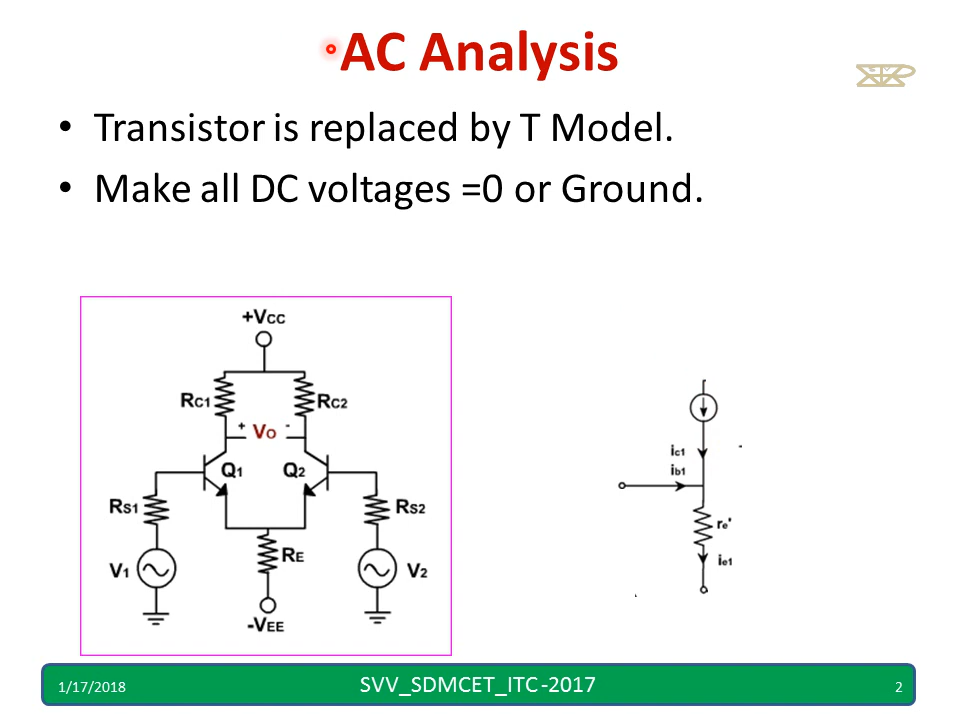 AC Analysis
• Transistor is replaced by T Model.
• Make all DC voltages =0 or Ground.
+VCC
RC1
RC2
+ VO -
Q1
Q2
RS1
RS2
RE
V1
V2
-VEE
ic1
ib1
re'
ie1
1/17/2018
SVV_SDMCET_ITC-2017
2